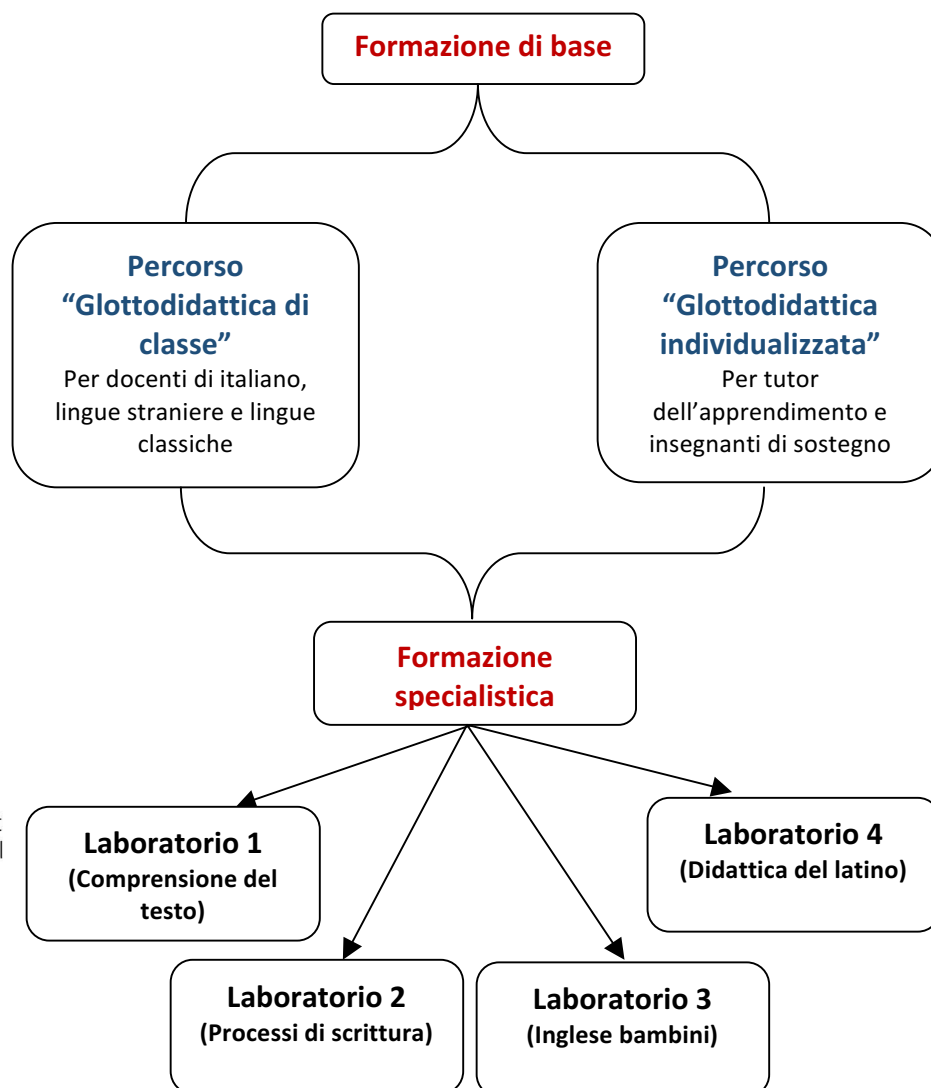 Formazione di base
Percorso
“Glottodidattica di
classe”
Per docenti di italiano,
lingue straniere e lingue
classiche
Percorso
“Glottodidattica
individualizzata”
Per tutor
dell’apprendimento e
insegnanti di sostegno
Formazione
specialistica
Laboratorio 1
(Comprensione del
testo)
Laboratorio 4
(Didattica del latino)
Laboratorio 2
(Processi di scrittura)
Laboratorio 3
(Inglese bambini)